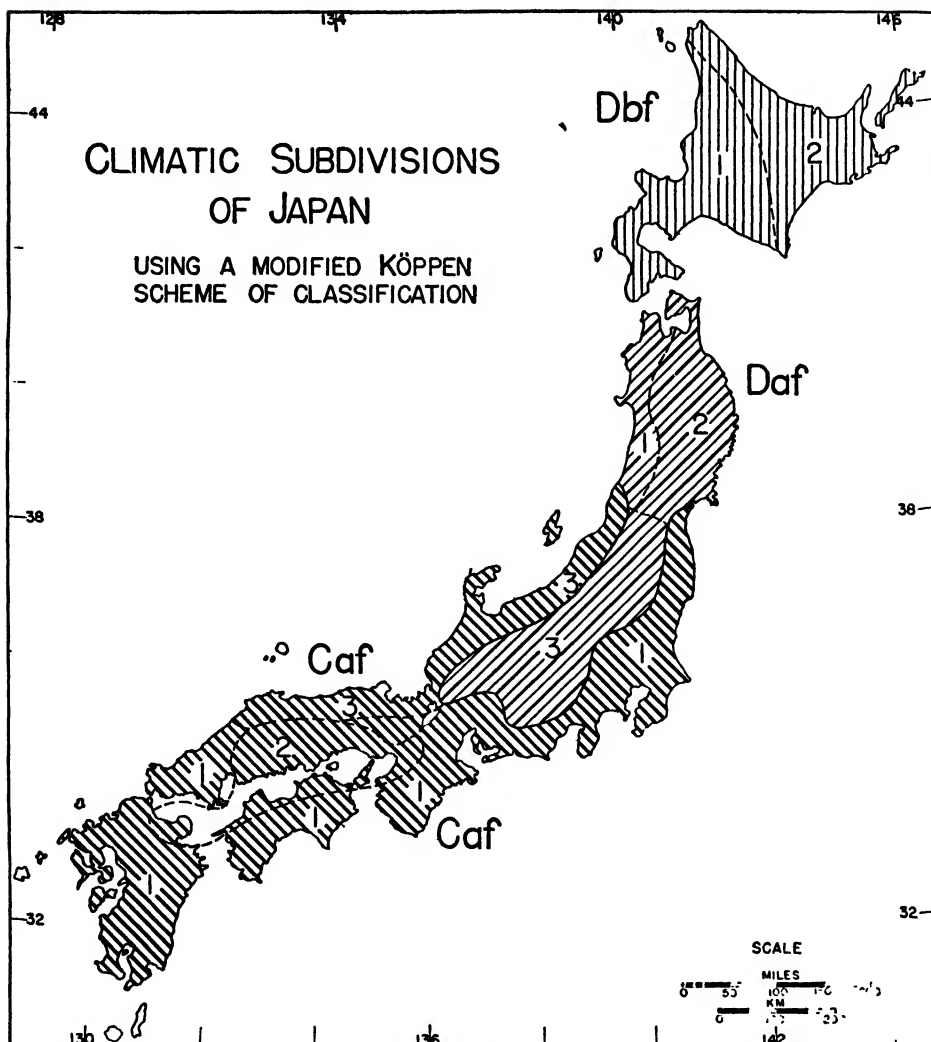 128 134 140 146
44 44
Dbf
1 2
CLIMATIC SUBDIVISIONS
OF JAPAN
USING A MODIFIED KÖPPEN
SCHEME OF CLASSIFICATION
Daf
1 2
38 38
3
3
1
Caf
3
2
1
1
1
Caf
1
32 32
SCALE
MILES
0 50 100
KM
0
130 136 142